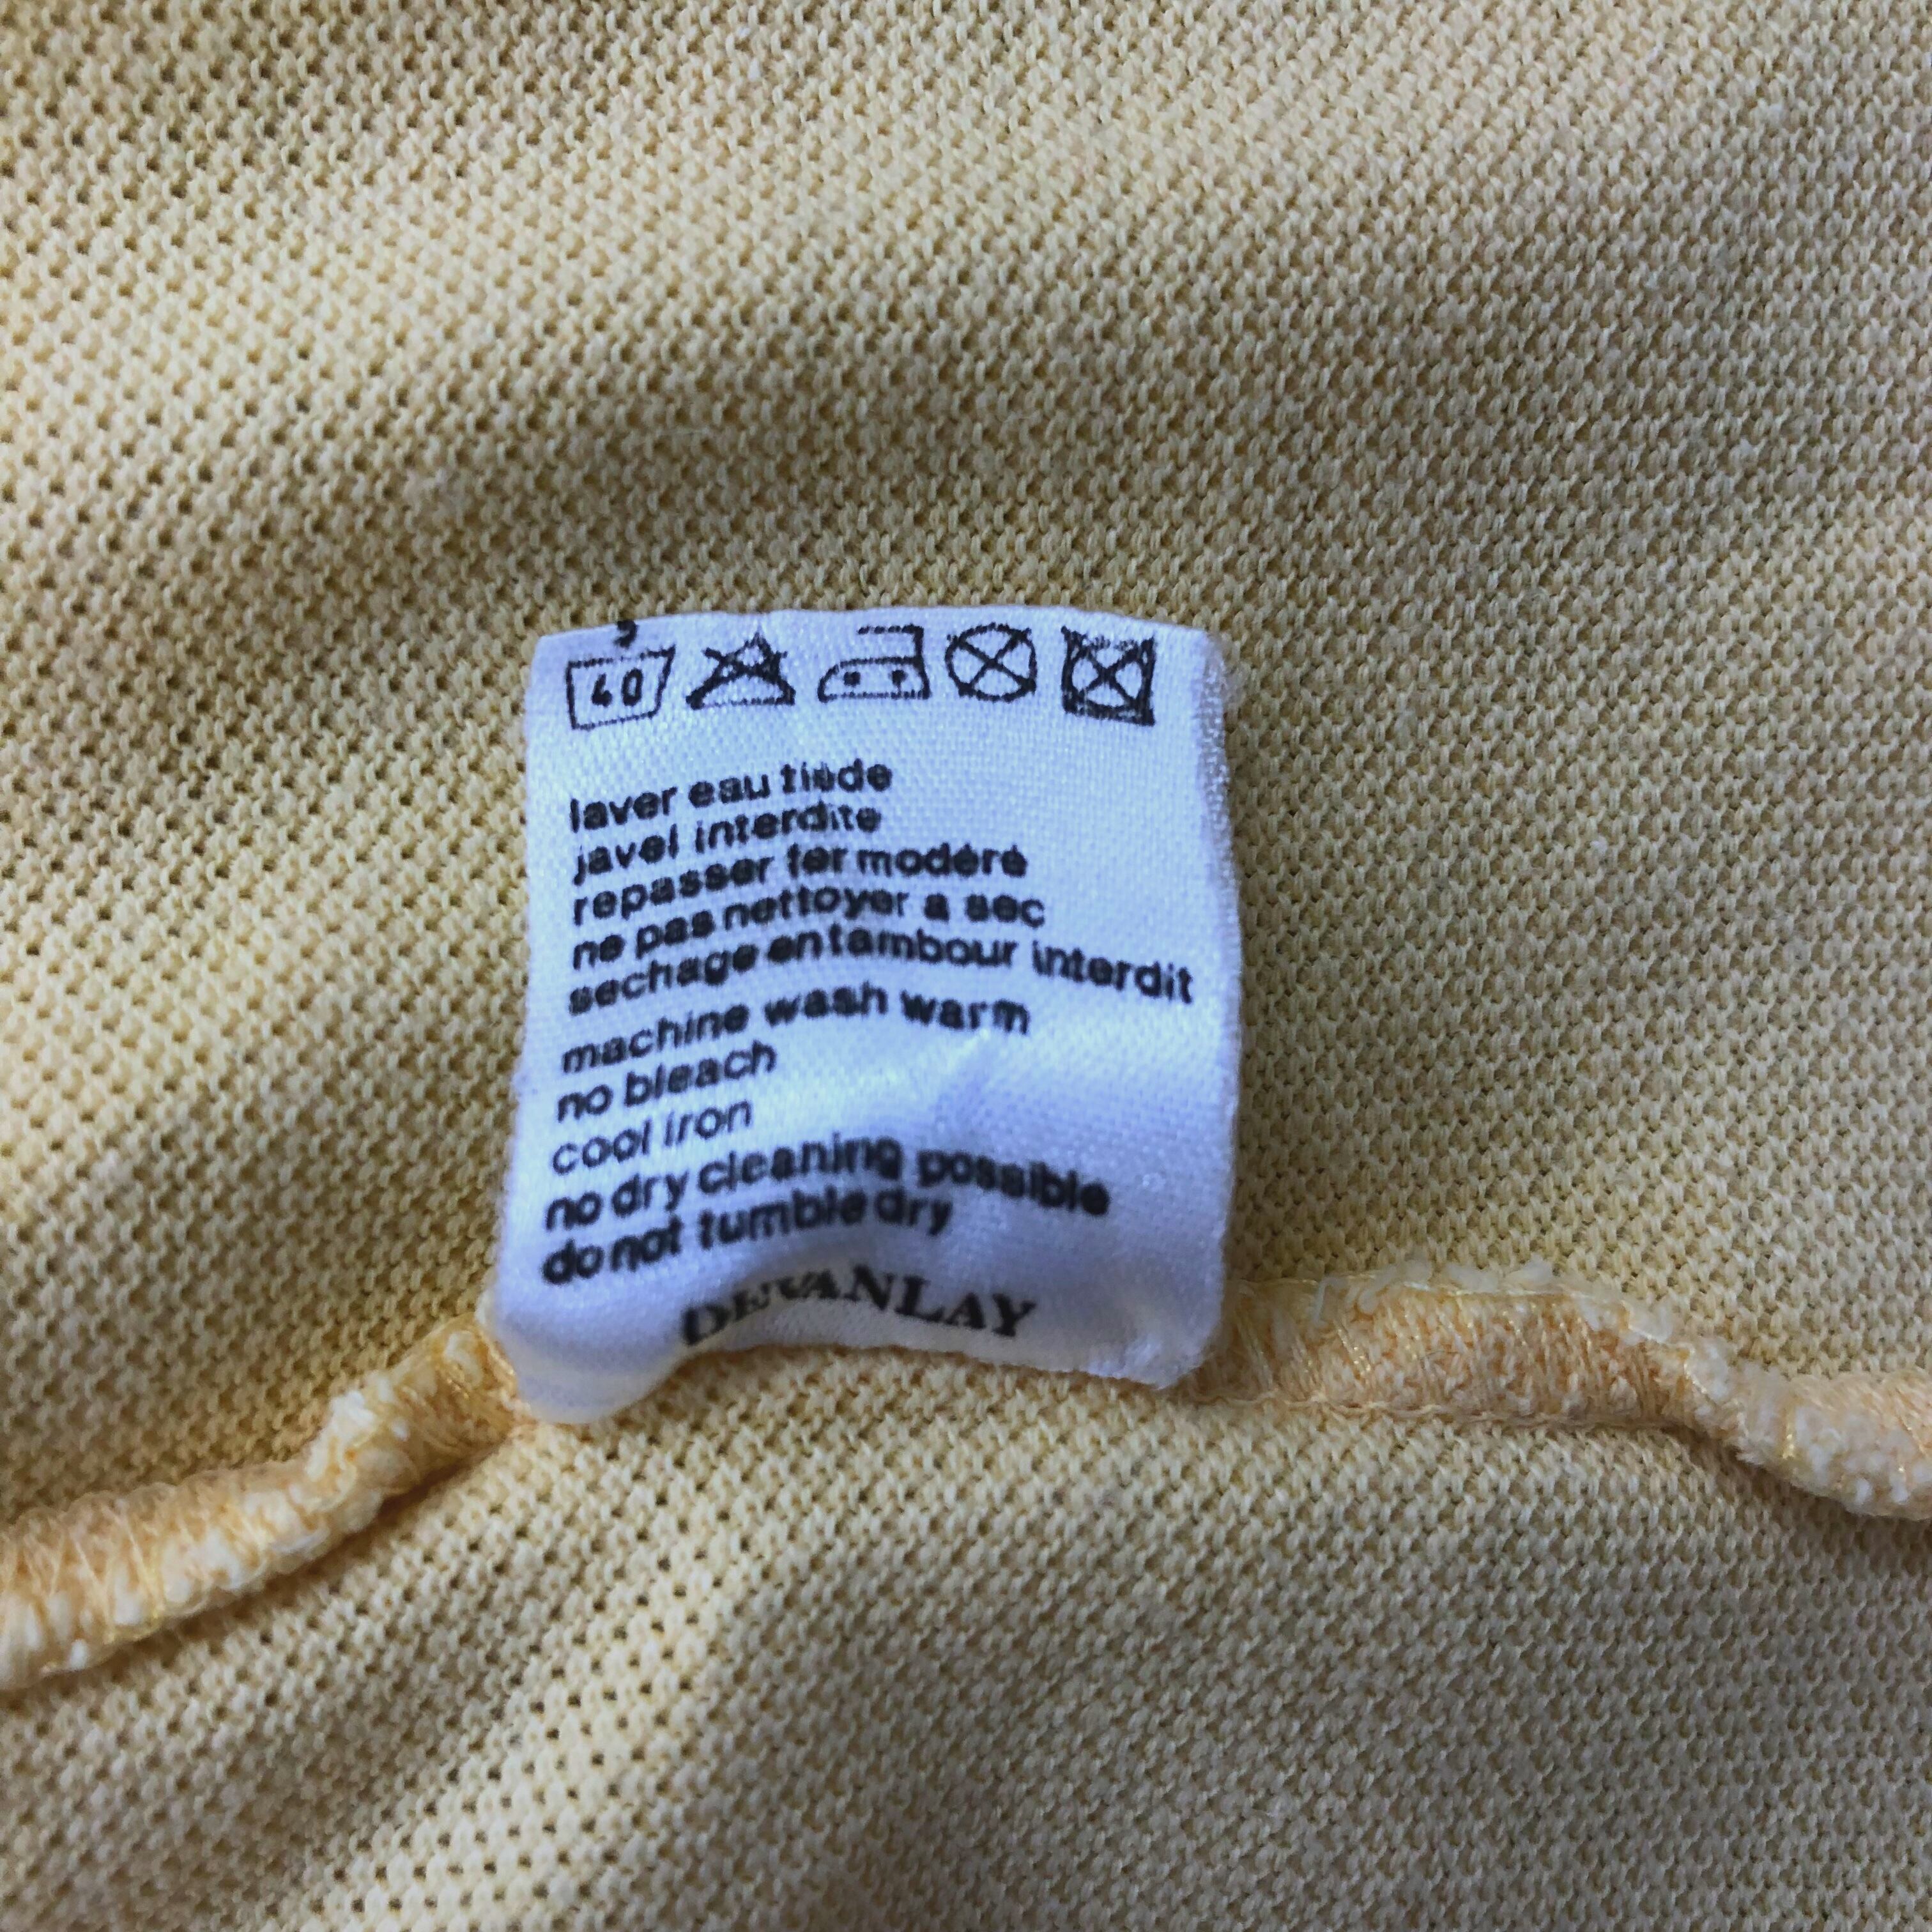 40
laver eau tiède
javel interdite
repasser fer modéré
ne pas nettoyer a sec
sechage en tambour interdit
machine wash warm
no bleach
cool iron
no dry cleaning possible
do not tumble dry
DEVANLAY